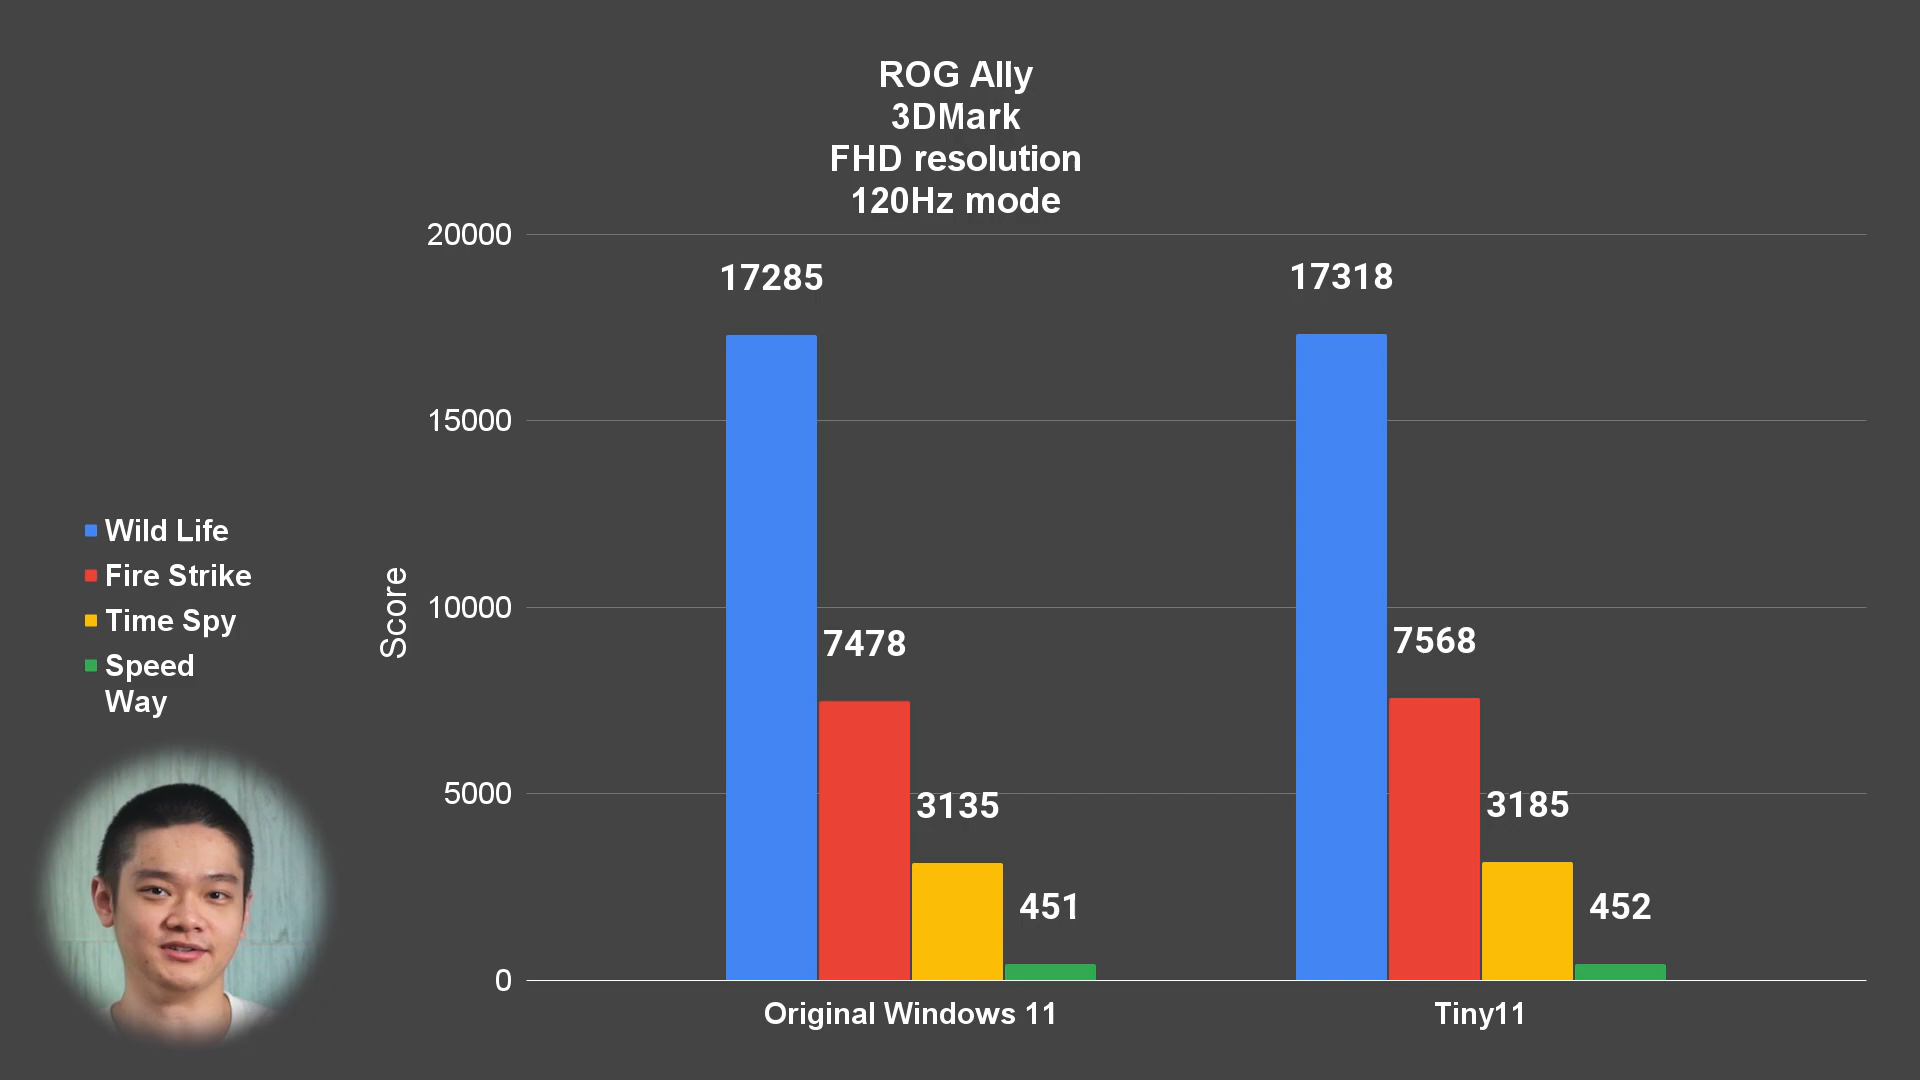 ROG Ally
3DMark
FHD resolution
120Hz mode
20000
15000
10000
5000
0
Score
17285
7478
3135
451
17318
7568
3185
452
Original Windows 11
Tiny11
Wild Life
Fire Strike
Time Spy
Speed
Way